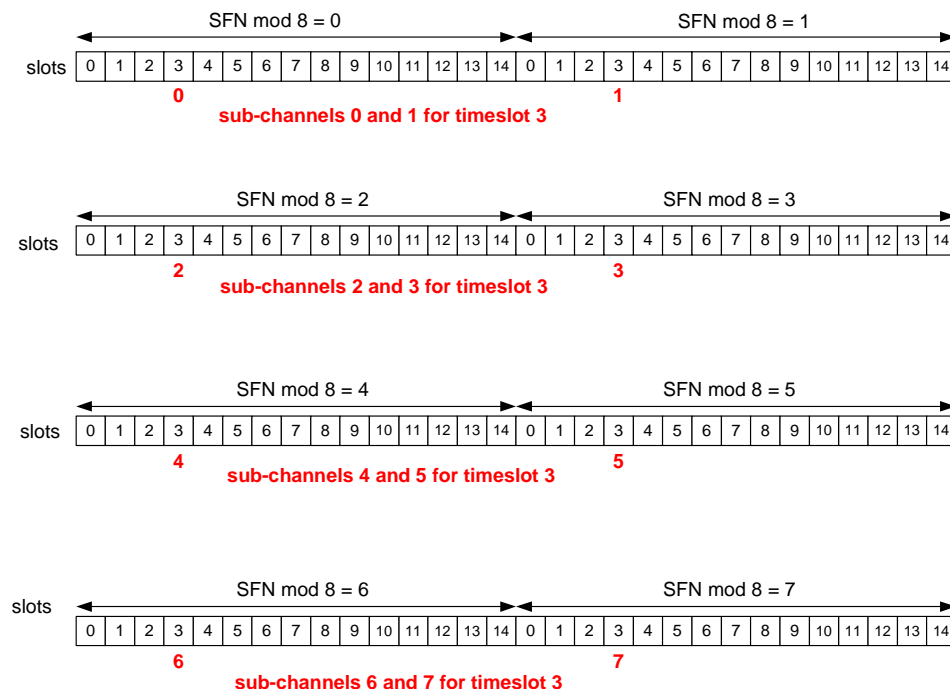 SFN mod 8 = 0 SFN mod 8 = 1
slots 0 1 2 3 4 5 6 7 8 9 10 11 12 13 14 0 1 2 3 4 5 6 7 8 9 10 11 12 13 14
0 1
sub-channels 0 and 1 for timeslot 3
SFN mod 8 = 2 SFN mod 8 = 3
slots 0 1 2 3 4 5 6 7 8 9 10 11 12 13 14 0 1 2 3 4 5 6 7 8 9 10 11 12 13 14
2 3
sub-channels 2 and 3 for timeslot 3
SFN mod 8 = 4 SFN mod 8 = 5
slots 0 1 2 3 4 5 6 7 8 9 10 11 12 13 14 0 1 2 3 4 5 6 7 8 9 10 11 12 13 14
4 5
sub-channels 4 and 5 for timeslot 3
SFN mod 8 = 6 SFN mod 8 = 7
slots
0 1 2 3 4 5 6 7 8 9 10 11 12 13 14 0 1 2 3 4 5 6 7 8 9 10 11 12 13 14
6 7
sub-channels 6 and 7 for timeslot 3